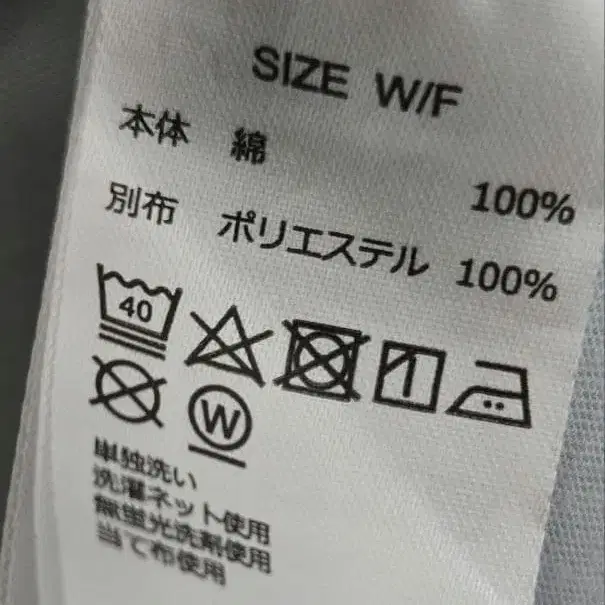 SIZE W/F
本体 綿 100%
別布 ポリエステル 100%
40
W
単独洗い
洗濯ネット使用
無蛍光洗剤使用
当て布使用